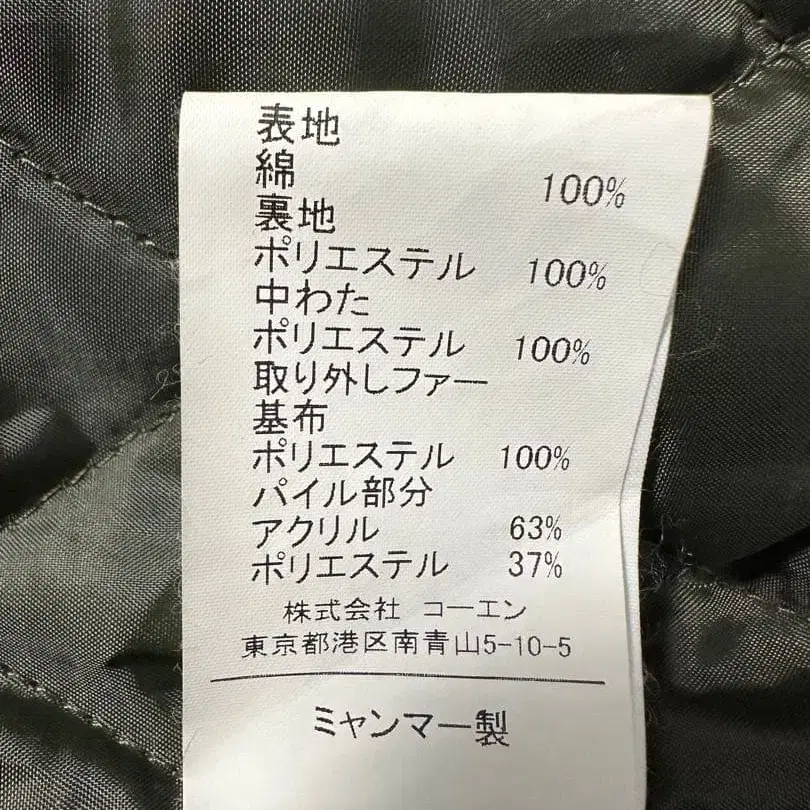 表地
綿 100%
裏地
ポリエステル 100%
中わた
ポリエステル 100%
取り外しファー
基布
ポリエステル 100%
パイル部分
アクリル 63%
ポリエステル 37%
株式会社 コーエン
東京都港区南青山5-10-5
ミャンマー製